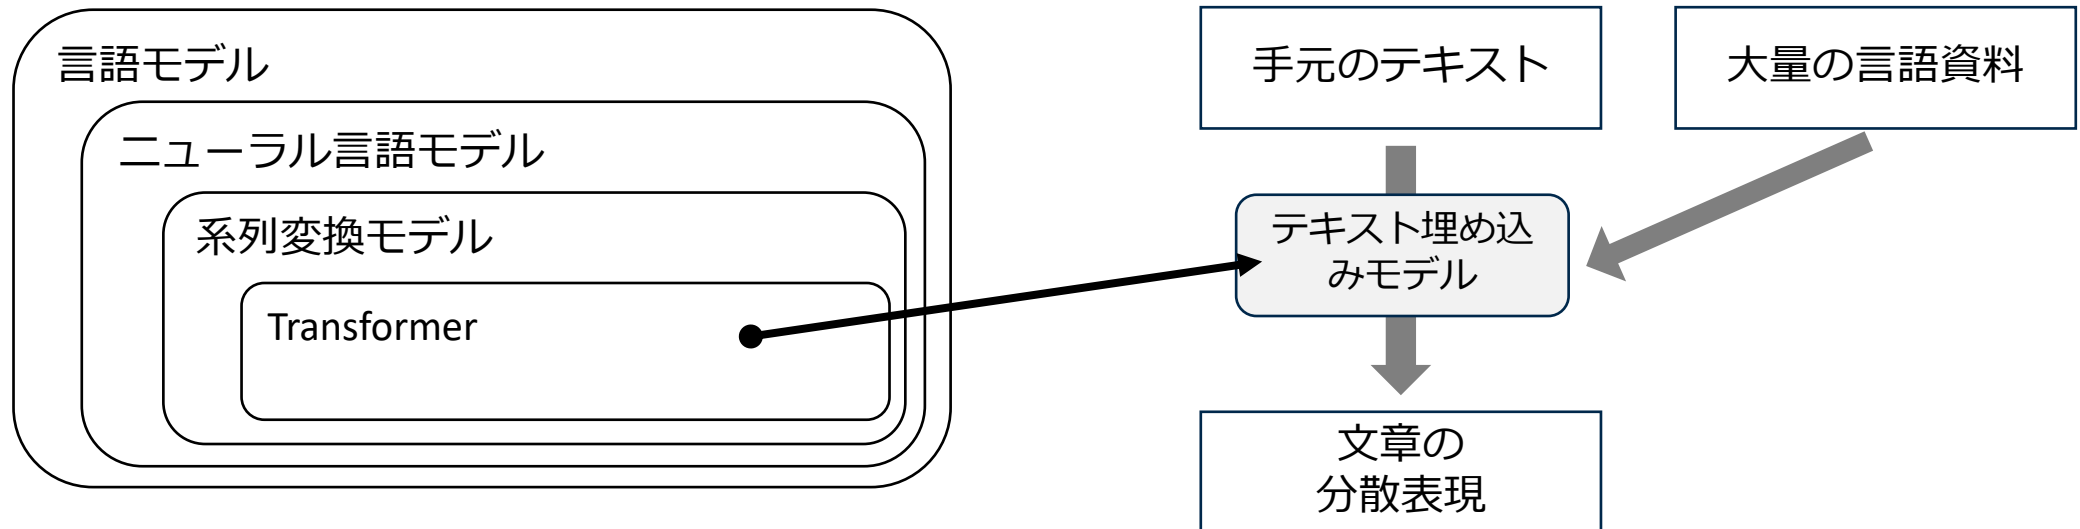 言語モデル
ニューラル言語モデル
系列変換モデル
Transformer
手元のテキスト
大量の言語資料
テキスト埋め込
みモデル
文章の
分散表現